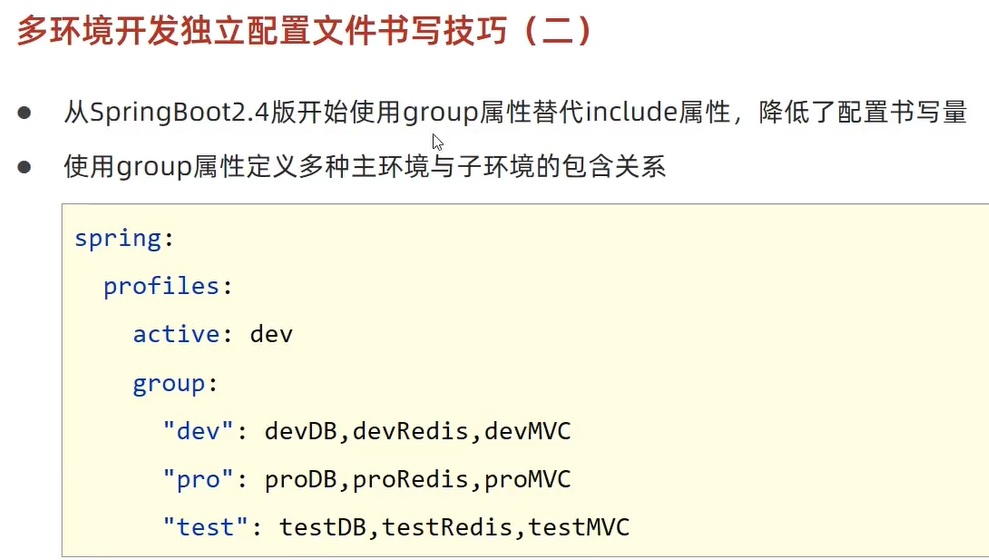 多环境开发独立配置文件书写技巧（二）
● 从SpringBoot2.4版开始使用group属性替代include属性，降低了配置书写量
● 使用group属性定义多种主环境与子环境的包含关系
spring:
  profiles:
    active: dev
    group:
      "dev": devDB,devRedis,devMVC
      "pro": proDB,proRedis,proMVC
      "test": testDB,testRedis,testMVC